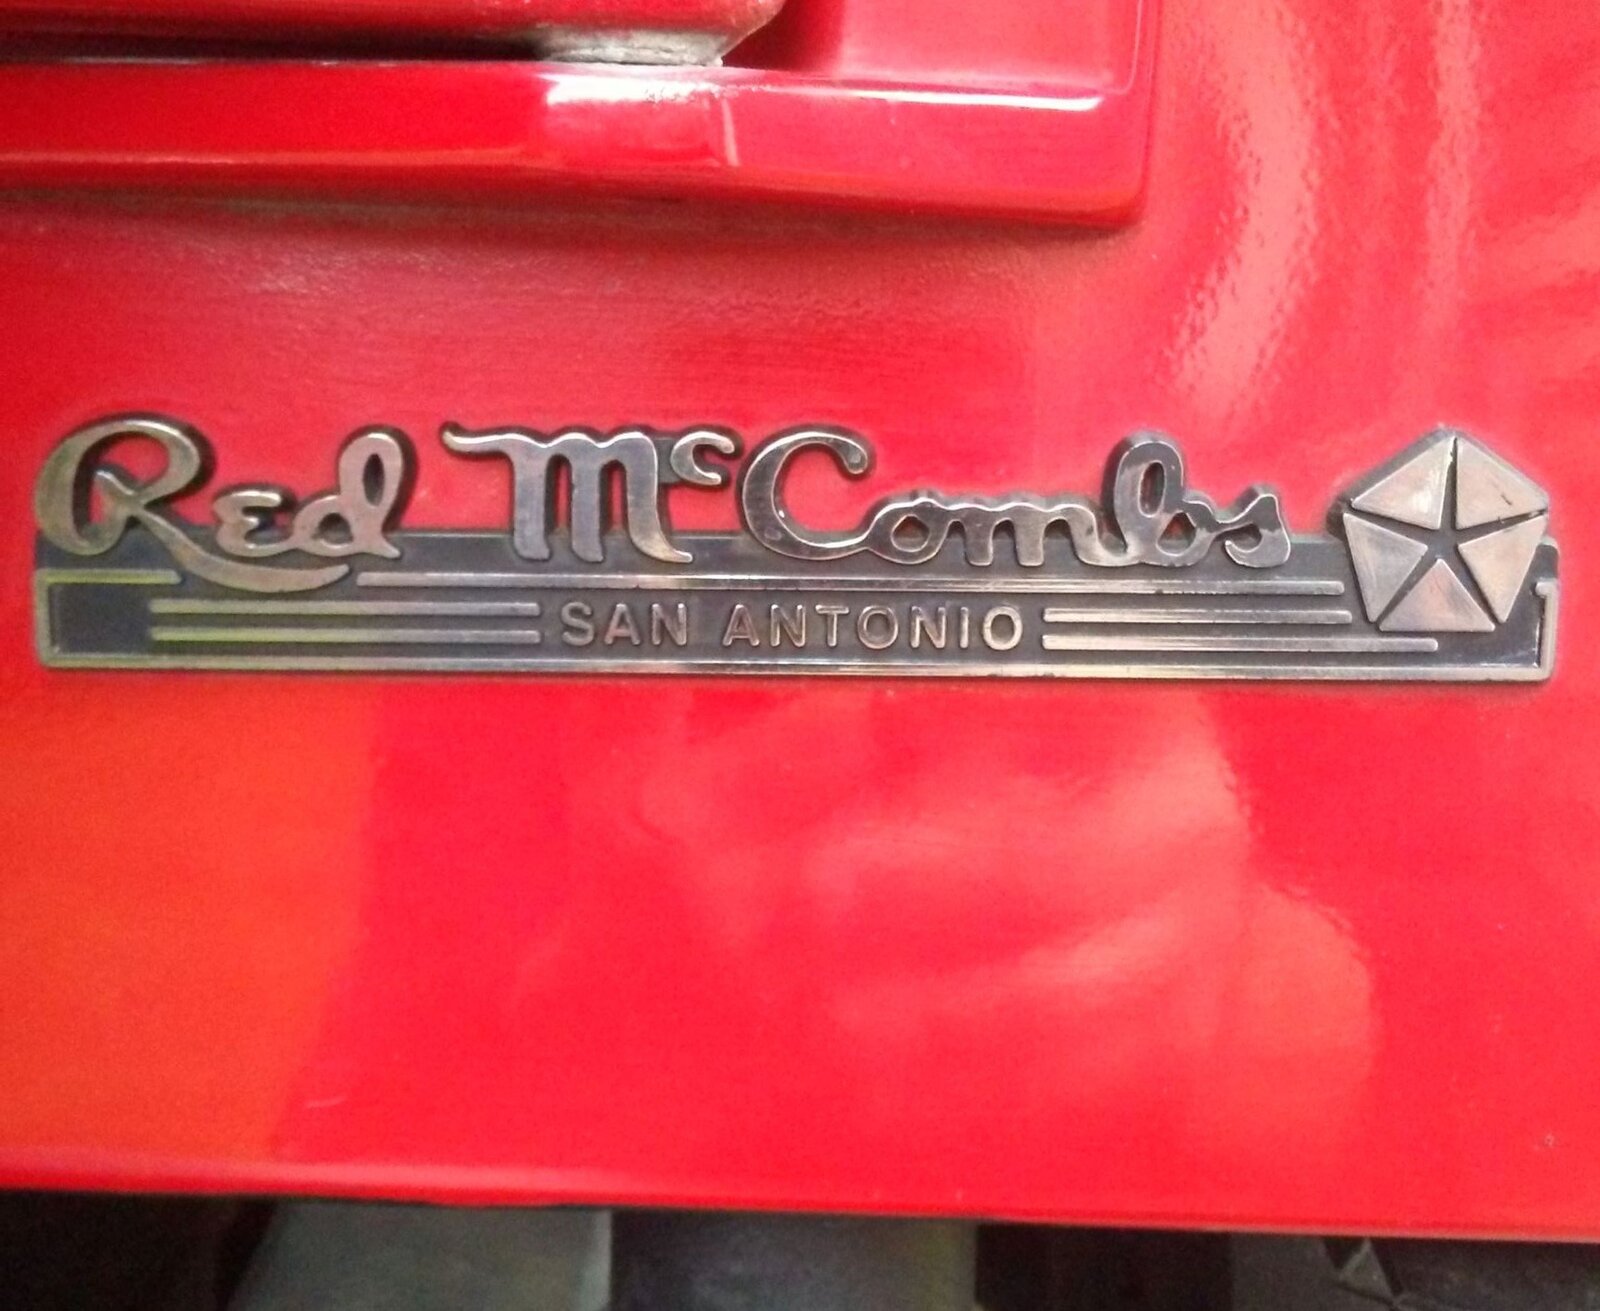 Red McCombs
SAN ANTONIO